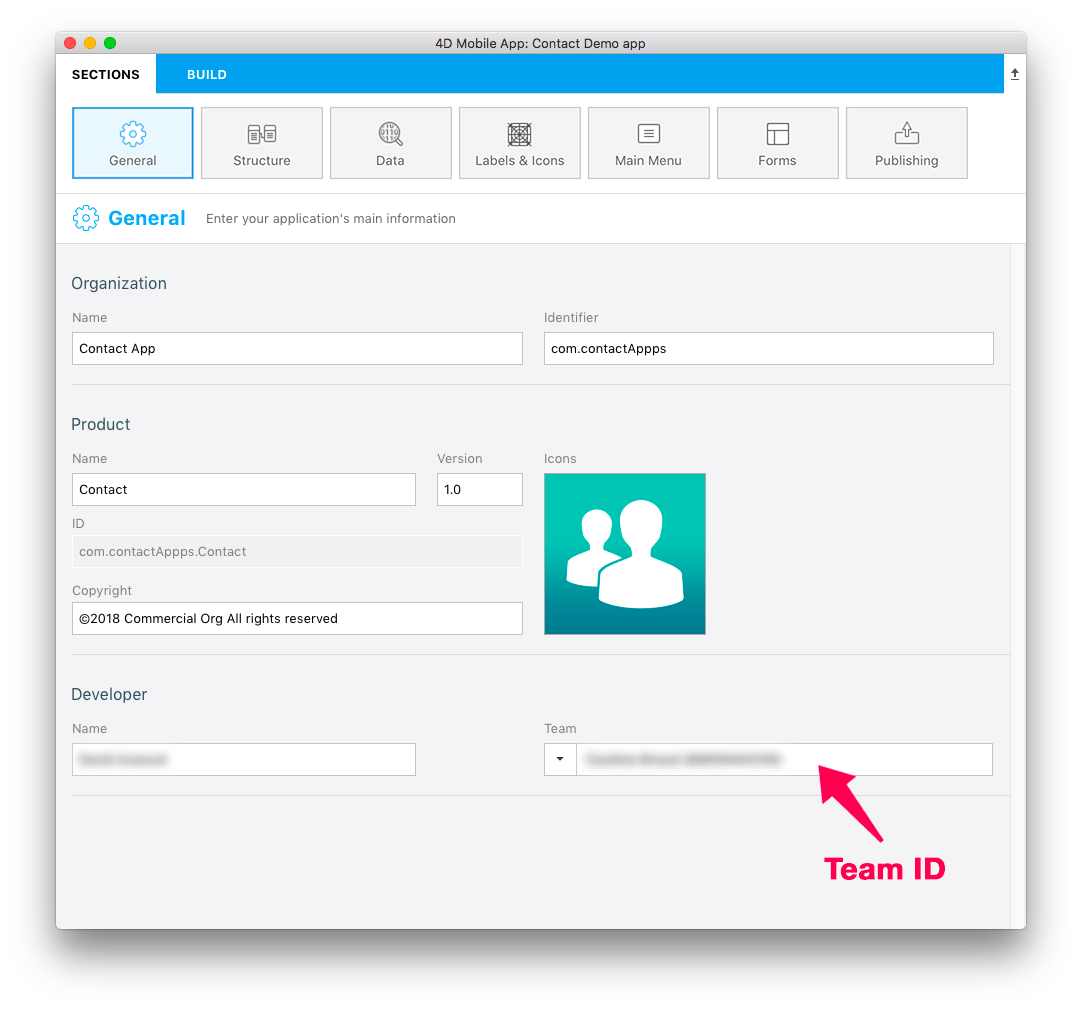 4D Mobile App: Contact Demo app
SECTIONS BUILD
General Structure Data Labels & Icons Main Menu Forms Publishing
General Enter your application's main information
Organization
Name Identifier
Contact App com.contactAppps
Product
Name Version Icons
Contact 1.0
ID
com.contactAppps.Contact
Copyright
©2018 Commercial Org All rights reserved
Developer
Name Team
Team ID